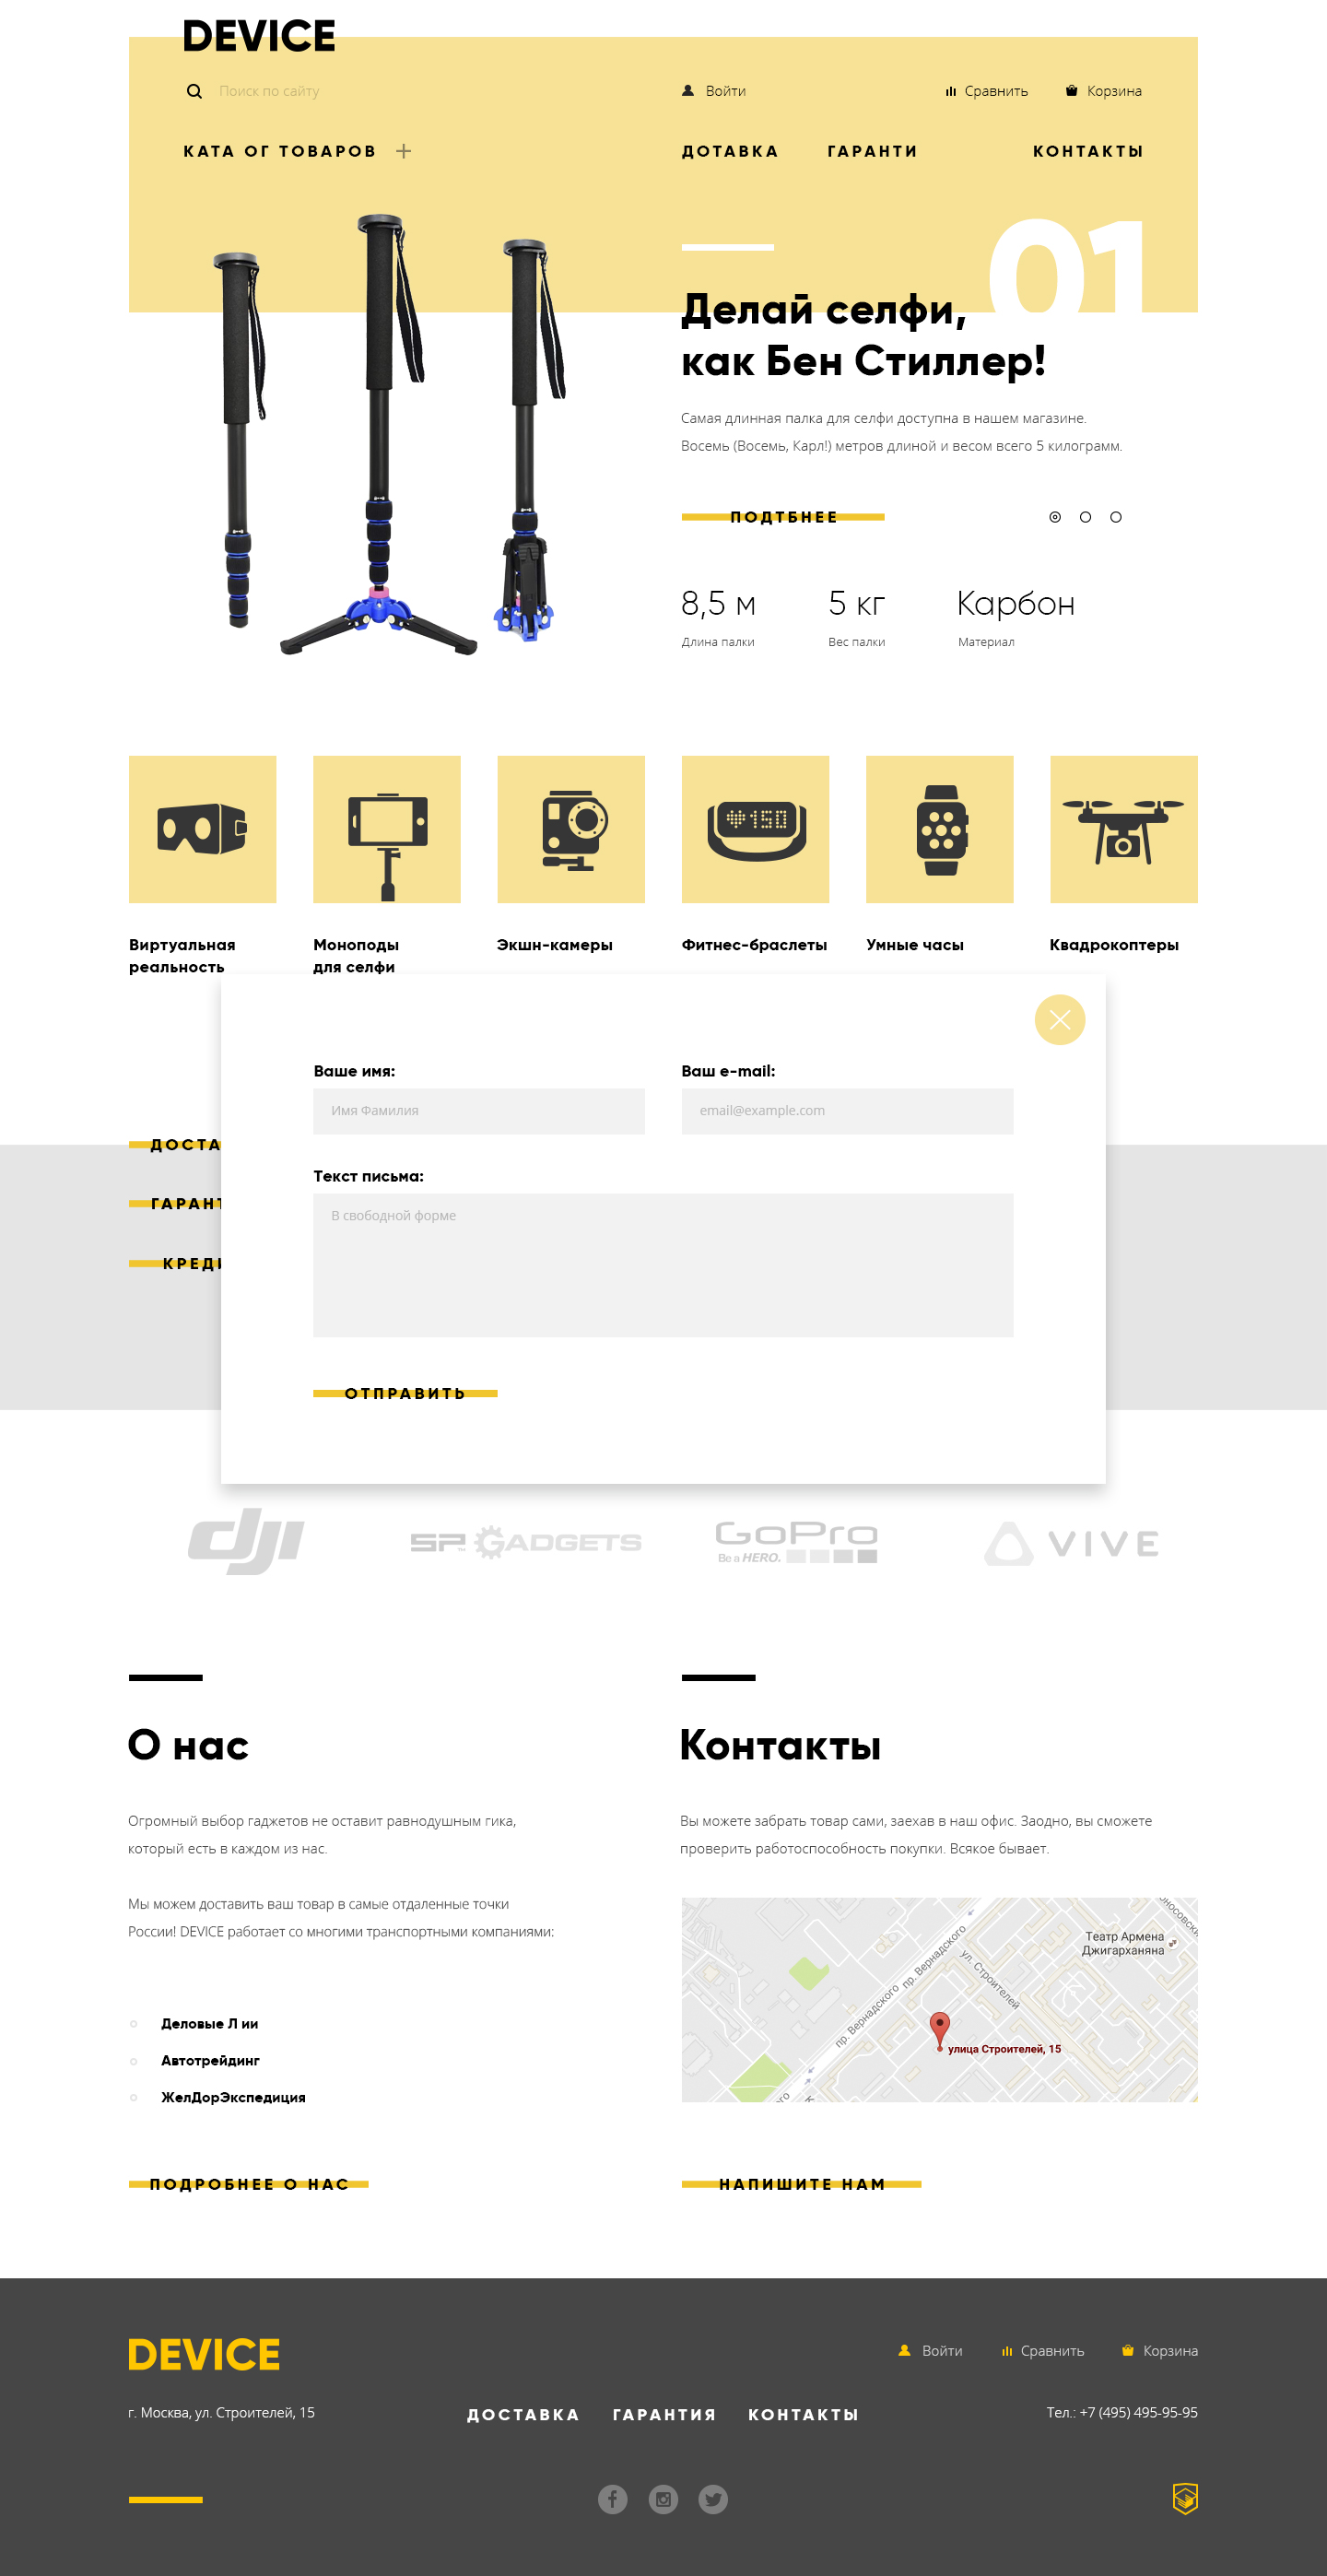 DEVICE
Поиск по сайту
Войти
Сравнить
Корзина
КАТА ОГ ТОВАРОВ
ДОТАВКА
ГАРАНТИ
КОНТАКТЫ
01
Делай селфи,
как Бен Стиллер!
Самая длинная палка для селфи доступна в нашем магазине.
Восемь (Восемь, Карл!) метров длиной и весом всего 5 килограмм.
ПОДТБНЕЕ
8,5 м
5 кг
Карбон
Длина палки
Вес палки
Материал
150
Виртуальная
реальность
Моноподы
для селфи
Экшн-камеры
Фитнес-браслеты
Умные часы
Квадрокоптеры
Ваше имя:
Ваш e-mail:
Имя Фамилия
email@example.com
ДОСТА
Текст письма:
ГАРАНТ
В свободной форме
КРЕДИ
ОТПРАВИТЬ
dji
SP GADGETS
GoPro
Be a HERO.
VIVE
О нас
Контакты
Огромный выбор гаджетов не оставит равнодушным гика,
который есть в каждом из нас.
Вы можете забрать товар сами, заехав в наш офис. Заодно, вы сможете
проверить работоспособность покупки. Всякое бывает.
Мы можем доставить ваш товар в самые отдаленные точки
России! DEVICE работает со многими транспортными компаниями:
Театр Армена
Джигарханяна
пр. Вернадского
пр. Вернадского
ул. Строителей
улица Строителей, 15
Деловые Л ии
Автотрейдинг
ЖелДорЭкспедиция
ПОДРОБНЕЕ О НАС
НАПИШИТЕ НАМ
DEVICE
Войти
Сравнить
Корзина
г. Москва, ул. Строителей, 15
ДОСТАВКА
ГАРАНТИЯ
КОНТАКТЫ
Тел.: +7 (495) 495-95-95